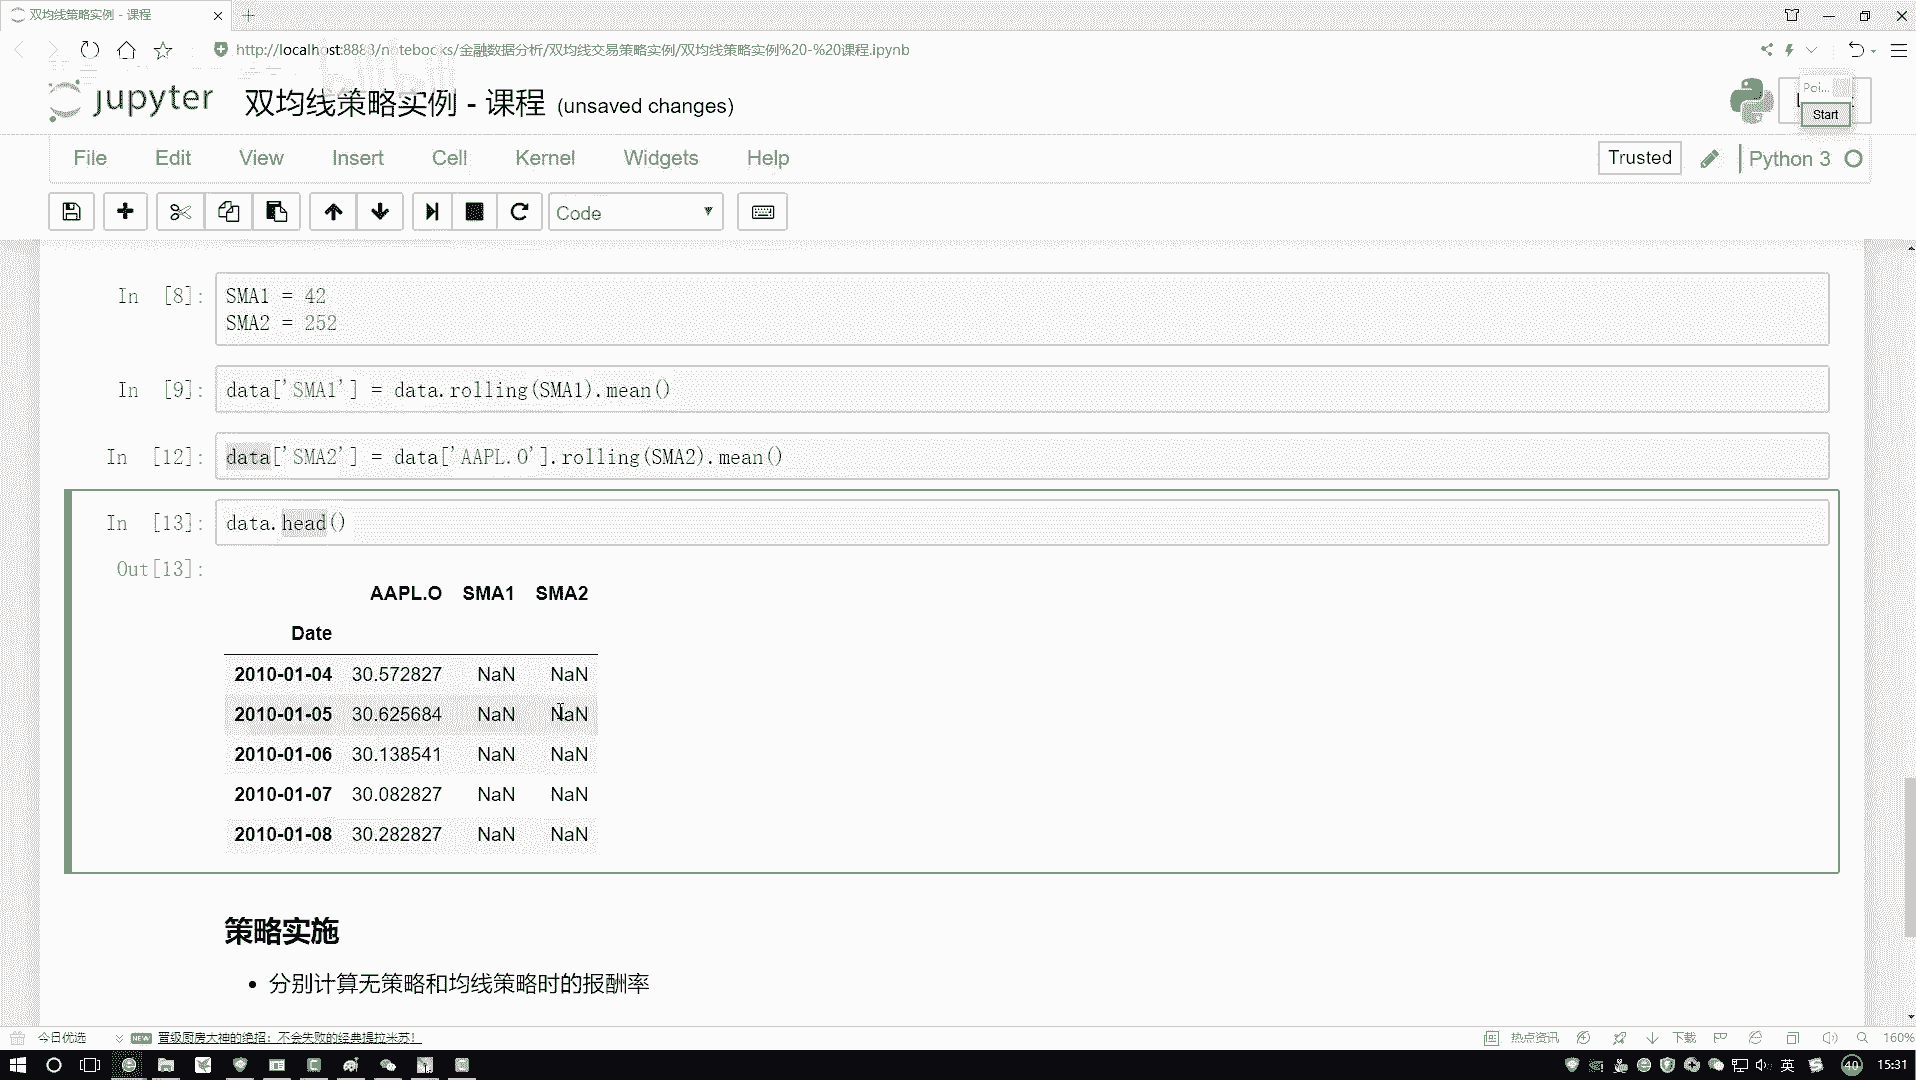 双均线策略实例 - 课程
http://localhost:8888/notebooks/金融数据分析/双均线交易策略实例/双均线策略实例%20-%20课程.ipynb
jupyter 双均线策略实例 - 课程 (unsaved changes)
Poi...
Start
File Edit View Insert Cell Kernel Widgets Help
Trusted Python 3
Code
In [8]: SMA1 = 42
SMA2 = 252
In [9]: data['SMA1'] = data.rolling(SMA1).mean()
In [12]: data['SMA2'] = data['AAPL.O'].rolling(SMA2).mean()
In [13]: data.head()
Out[13]:
AAPL.O SMA1 SMA2
Date
2010-01-04 30.572827 NaN NaN
2010-01-05 30.625684 NaN NaN
2010-01-06 30.138541 NaN NaN
2010-01-07 30.082827 NaN NaN
2010-01-08 30.282827 NaN NaN
策略实施
• 分别计算无策略和均线策略时的报酬率
今日优选 NEW 晋级厨房大神的绝招：不会失败的经典提拉米苏！ 热点资讯 下载 160%
英 40 15:31